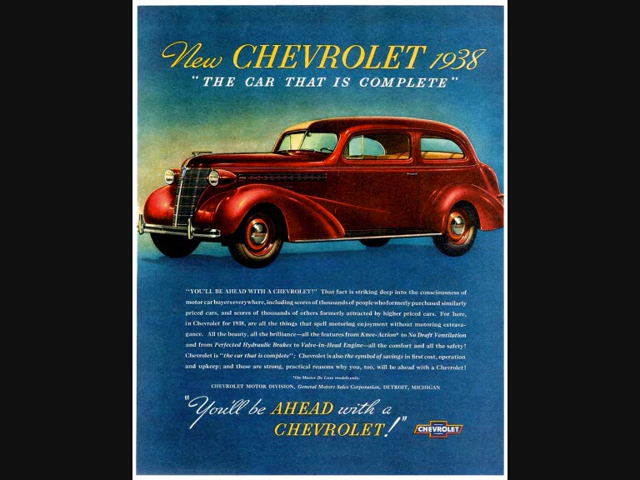 New CHEVROLET 1938
"THE CAR THAT IS COMPLETE"
"YOU'LL BE AHEAD WITH A CHEVROLET!" That fact is striking deep into the consciousness of
motor car buyers everywhere, including scores of thousands of people who formerly purchased similarly
priced cars, and scores of thousands of others formerly attracted by higher priced cars. For here,
in Chevrolet for 1938, are all the things that spell motoring enjoyment without motoring extrava-
gance. All the beauty, all the brilliance—all the features from Knee-Action* to No Draft Ventilation
and from Perfected Hydraulic Brakes to Valve-in-Head Engine—all the comfort and all the safety!
Chevrolet is "the car that is complete"; Chevrolet is also the symbol of savings in first cost, operation
and upkeep; and these are strong, practical reasons why you, too, will be ahead with a Chevrolet!
*On Master De Luxe models only.
CHEVROLET MOTOR DIVISION, General Motors Sales Corporation, DETROIT, MICHIGAN
"You'll be AHEAD with a
CHEVROLET!"
CHEVROLET